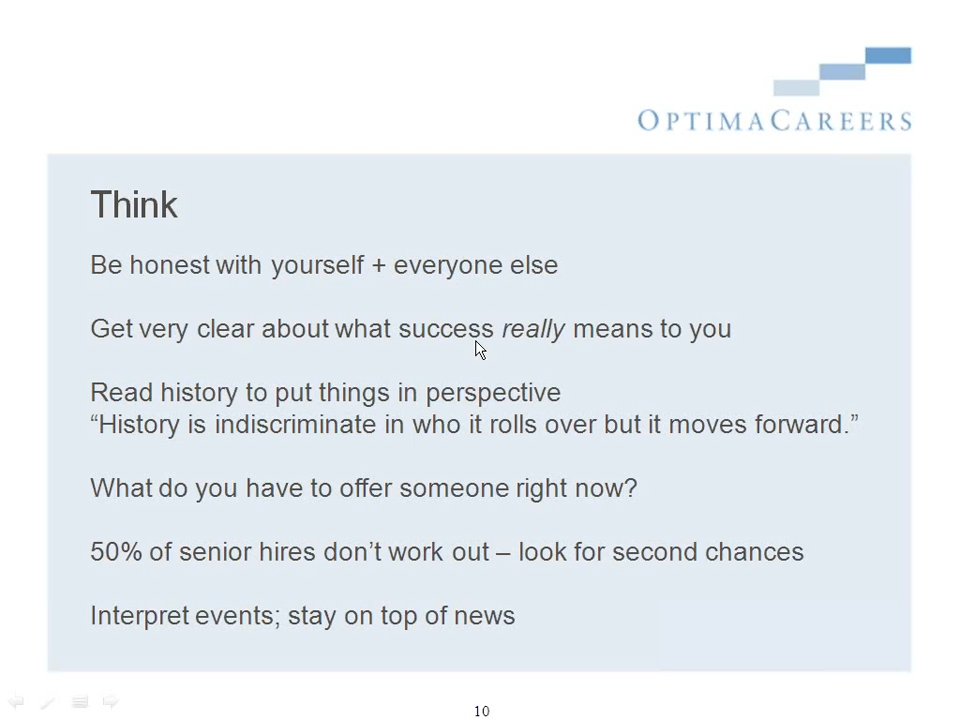 OPTIMACAREERS
Think
Be honest with yourself + everyone else
Get very clear about what success really means to you
Read history to put things in perspective
“History is indiscriminate in who it rolls over but it moves forward.”
What do you have to offer someone right now?
50% of senior hires don’t work out – look for second chances
Interpret events; stay on top of news
10